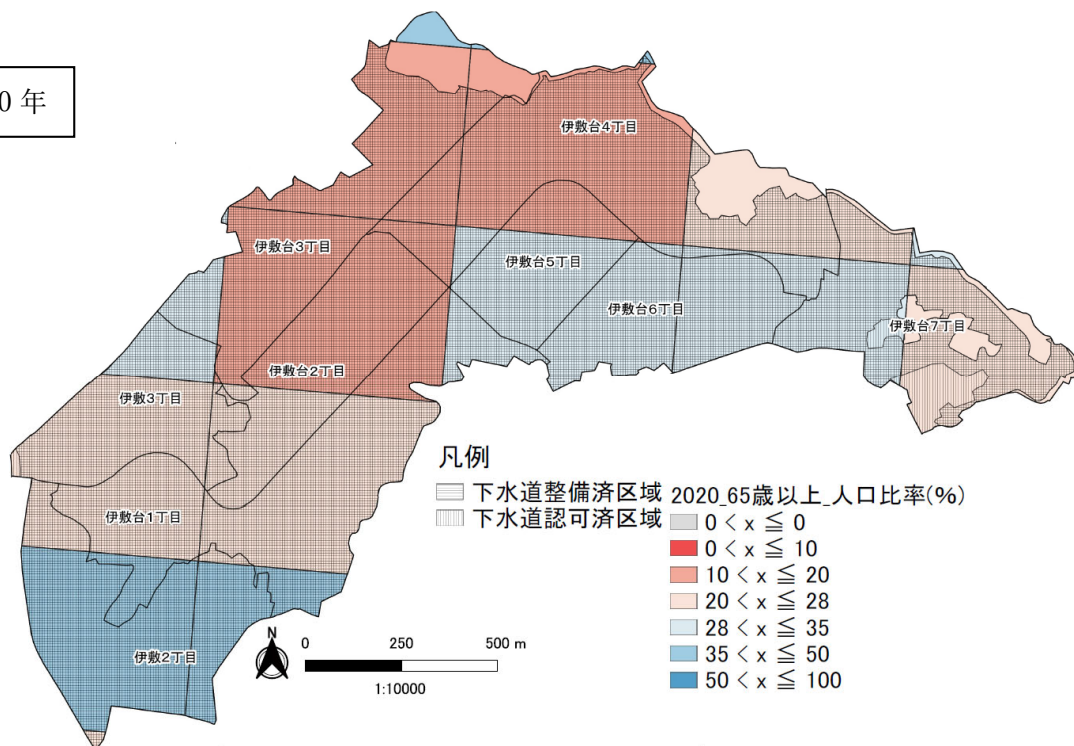 0 年
伊敷台4丁目
伊敷台3丁目
伊敷台5丁目
伊敷台6丁目
伊敷台7丁目
伊敷台2丁目
伊敷3丁目
伊敷台1丁目
伊敷2丁目
凡例
下水道整備済区域
下水道認可済区域
2020_65歳以上_人口比率(%)
0 < x ≦ 0
0 < x ≦ 10
10 < x ≦ 20
20 < x ≦ 28
28 < x ≦ 35
35 < x ≦ 50
50 < x ≦ 100
N
0 250 500 m
1:10000